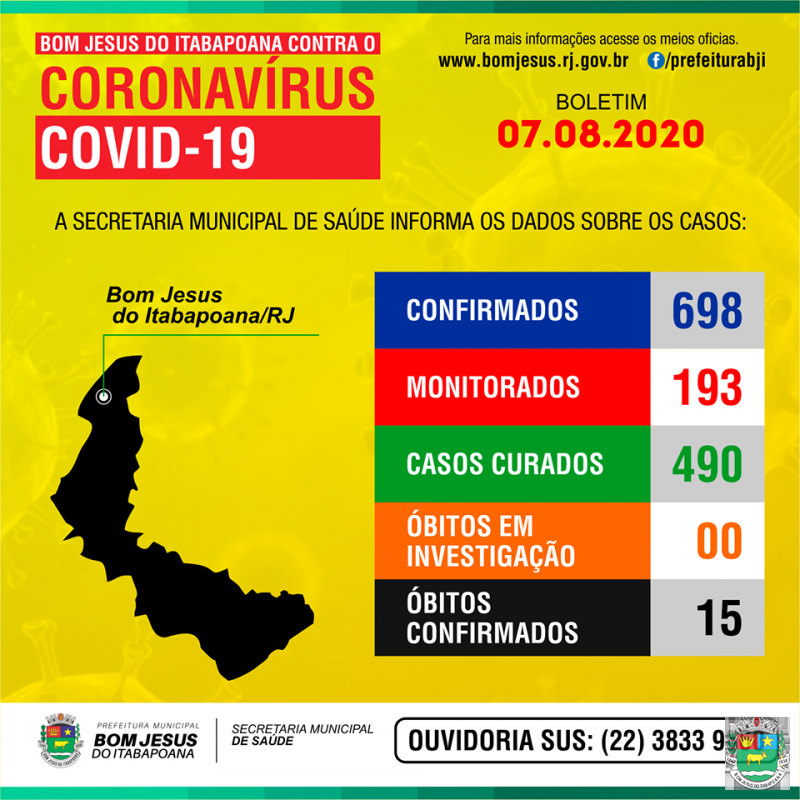 BOM JESUS DO ITABAPOANA CONTRA O
CORONAVÍRUS
COVID-19
Para mais informações acesse os meios oficias.
www.bomjesus.rj.gov.br f/prefeiturabji
BOLETIM
07.08.2020
A SECRETARIA MUNICIPAL DE SAÚDE INFORMA OS DADOS SOBRE OS CASOS:
Bom Jesus
do Itabapoana/RJ
CONFIRMADOS 698
MONITORADOS 193
CASOS CURADOS 490
ÓBITOS EM
INVESTIGAÇÃO 00
ÓBITOS
CONFIRMADOS 15
PREFEITURA MUNICIPAL
BOM JESUS
DO ITABAPOANA
SECRETARIA MUNICIPAL
DE SAÚDE
OUVIDORIA SUS: (22) 3833 9